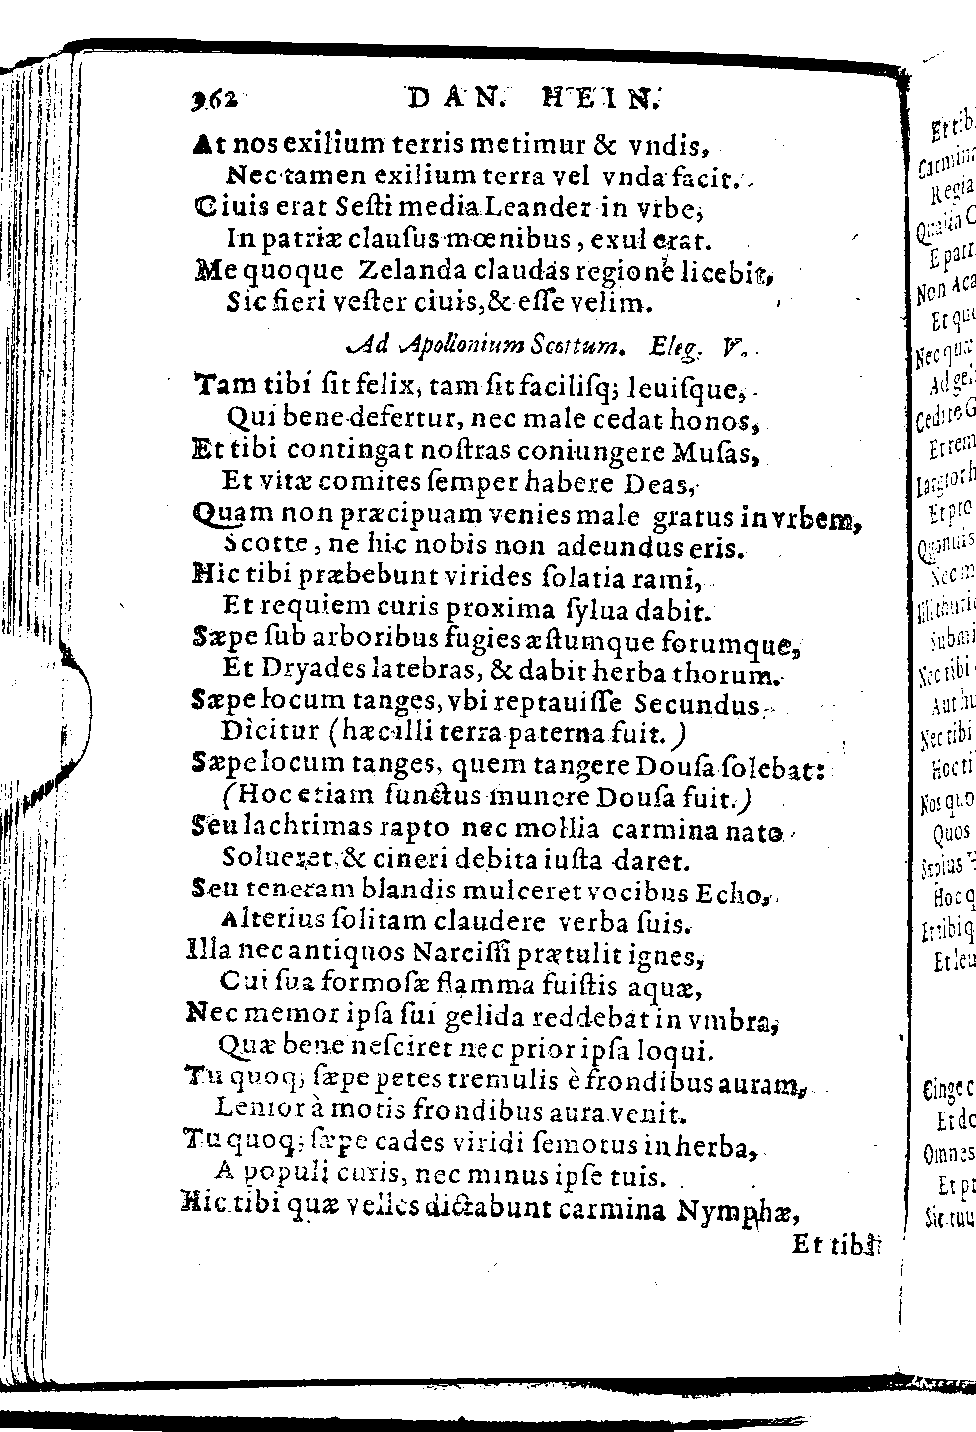 962 DAN. HEIN.
At nos exilium terris metimur & vndis,
Nec tamen exilium terra vel vnda facit.
Ciuis erat Sesti media Leander in vrbe;
In patriæ clausus mœnibus, exul erat.
Me quoque Zelanda claudas regione licebit,
Sic fieri vester ciuis, & esse velim.
Ad Apollonium Scottum. Eleg. V.
Tam tibi sit felix, tam sit facilisq; leuisque,
Qui bene defertur, nec male cedat honos,
Et tibi contingat nostras coniungere Musas,
Et vitæ comites semper habere Deas,
Quam non præcipuam venies male gratus in vrbem,
Scotte, ne hic nobis non adeundus eris.
Hic tibi præbebunt virides solatia rami,
Et requiem curis proxima sylua dabit.
Sæpe sub arboribus fugies æstumque forumque,
Et Dryades latebras, & dabit herba thorum.
Sæpe locum tanges, vbi reptauisse Secundus
Dicitur (hæc illi terra paterna fuit.)
Sæpe locum tanges, quem tangere Dousa solebat:
(Hoc etiam functus munere Dousa fuit.)
Seu lachrimas rapto nec mollia carmina nato
Solueret, & cineri debita iusta daret.
Seu teneram blandis mulceret vocibus Echo,
Alterius solitam claudere verba suis.
Illa nec antiquos Narcissi prætulit ignes,
Cui sua formosæ flamma fuistis aquæ,
Nec memor ipsa sui gelida reddebat in vmbra,
Quæ bene nesciret nec prior ipsa loqui.
Tu quoq; sæpe petes tremulis è frondibus auram,
Lenior à motis frondibus aura venit.
Tu quoq; sæpe cades viridi semotus in herba,
A populi curis, nec minus ipse tuis.
Hic tibi quæ velles dictabunt carmina Nymphæ,
Et tibi
Et tib
Carmina
Regia
Qualia C
E patr
Non Aca
Et que
Nec quæ
Ad gel
Cedite G
Et rem
Et pro
Nec m
Nec tibi
Nec tibi
Hoc ti
Nos quo
Quos
Sæpius
Hoc q
Et tibi q
Et leu
Cinge c
Et do
Omnes
Sic tuu